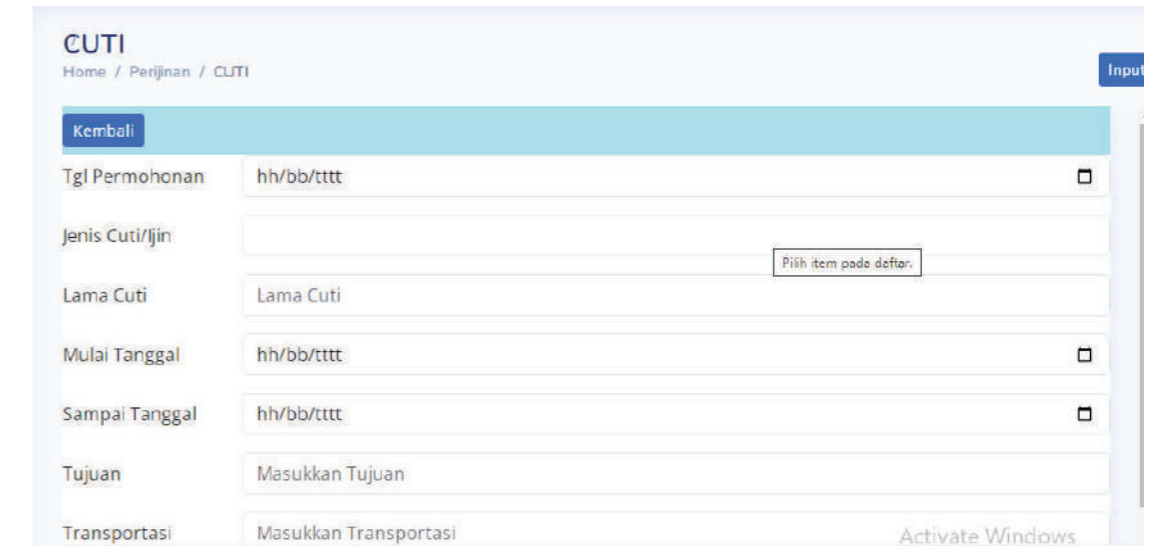 CUTI
Home / Perijinan / CUTI
Input
Kembali
Tgl Permohonan hh/bb/tttt
Jenis Cuti/Ijin
Pilih item pada daftar.
Lama Cuti Lama Cuti
Mulai Tanggal hh/bb/tttt
Sampai Tanggal hh/bb/tttt
Tujuan Masukkan Tujuan
Transportasi Masukkan Transportasi
Activate Windows